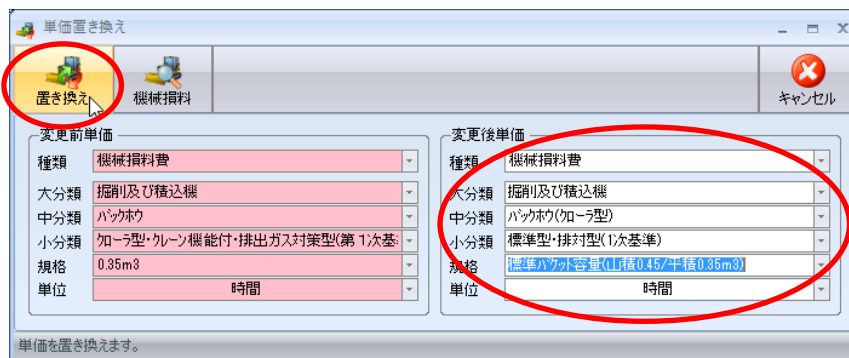 単価置き換え
置き換え
機械損料
キャンセル
変更前単価
種類 機械損料費
大分類 掘削及び積込機
中分類 バックホウ
小分類 クローラ型・クレーン機能付・排出ガス対策型(第1次基
規格 0.35m3
単位 時間
変更後単価
種類 機械損料費
大分類 掘削及び積込機
中分類 バックホウ(クローラ型)
小分類 標準型・排対型(1次基準)
規格 標準バケット容量(山積0.45/平積0.35m3)
単位 時間
単価を置き換えます。